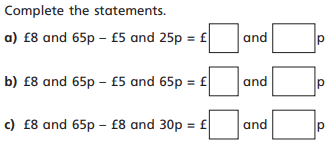 Complete the statements.
a) £8 and 65p – £5 and 25p = £ and p
b) £8 and 65p – £5 and 65p = £ and p
c) £8 and 65p – £8 and 30p = £ and p